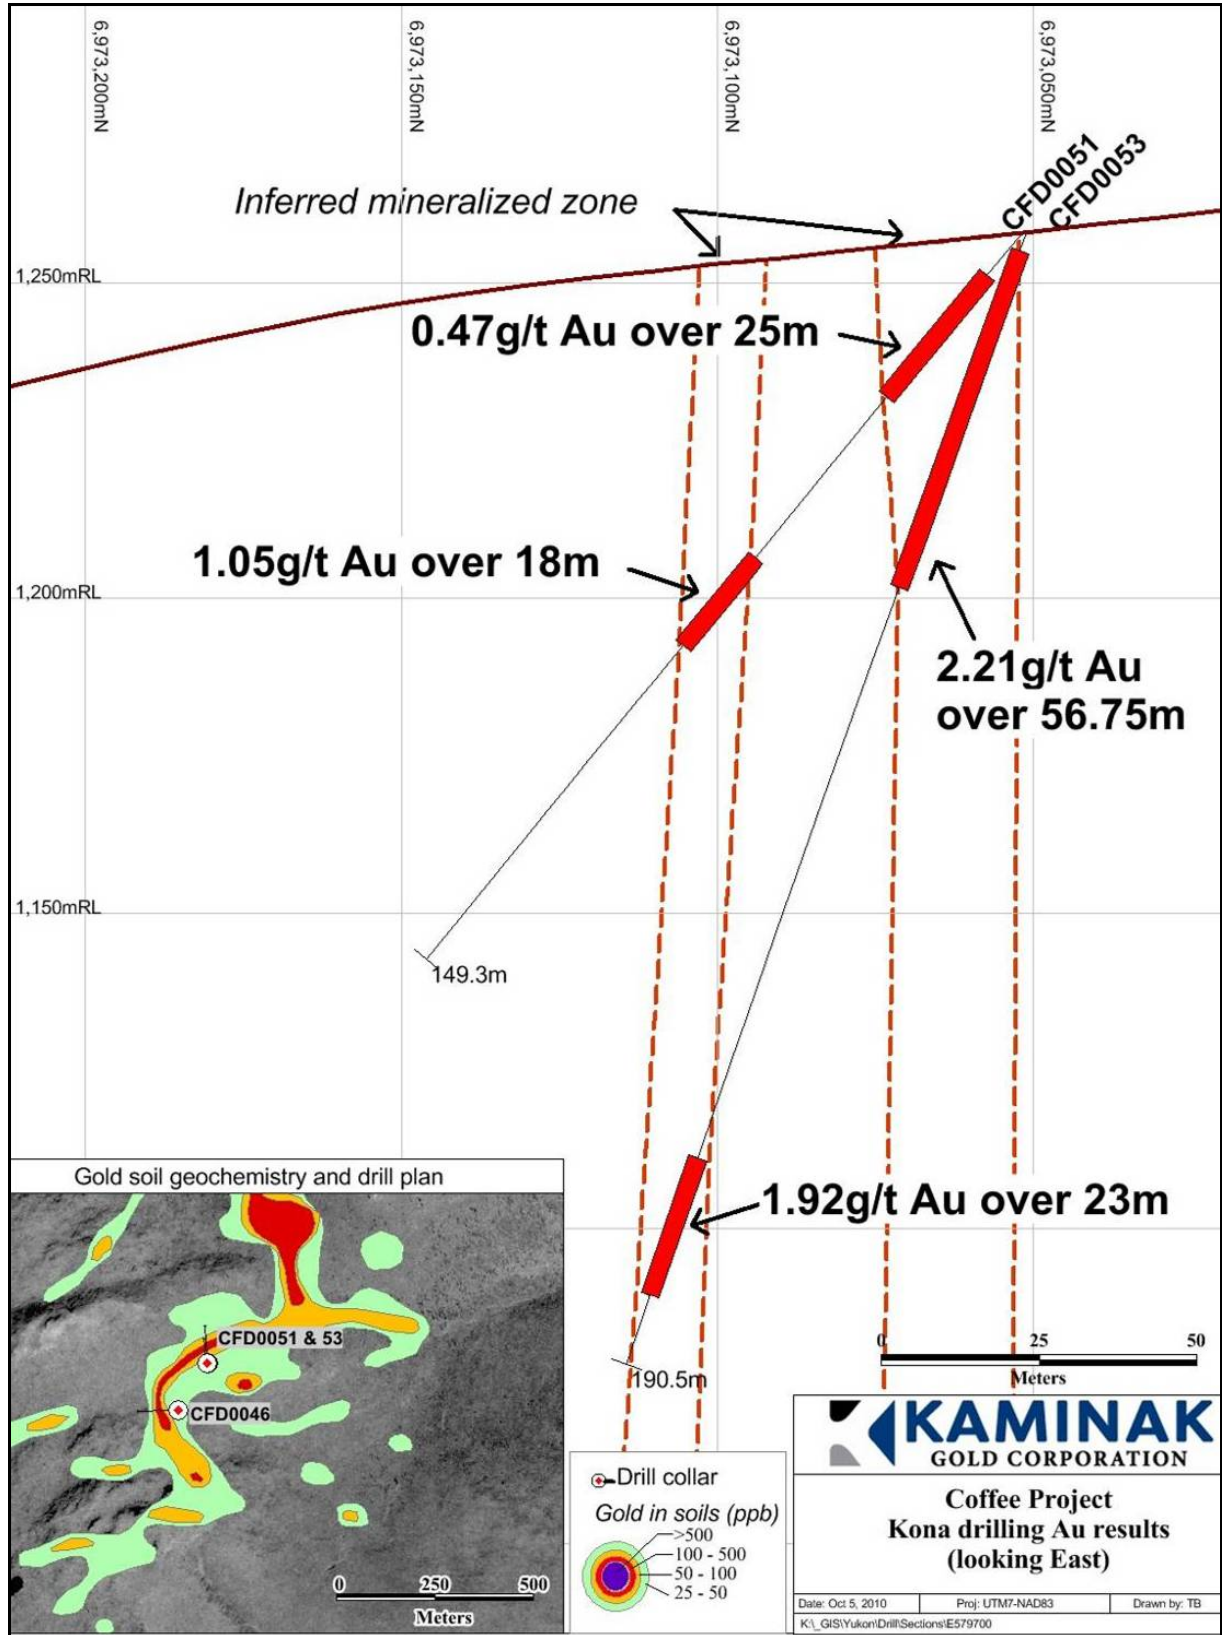 6,973,200mN
6,973,150mN
6,973,100mN
6,973,050mN
CFD0051
CFD0053
Inferred mineralized zone
1,250mRL
0.47g/t Au over 25m
1.05g/t Au over 18m
1,200mRL
2.21g/t Au
over 56.75m
1,150mRL
149.3m
1.92g/t Au over 23m
190.5m
0 25 50
Meters
Gold soil geochemistry and drill plan
CFD0051 & 53
CFD0046
0 250 500
Meters
Drill collar
Gold in soils (ppb)
>500
100 - 500
50 - 100
25 - 50
KAMINAK
GOLD CORPORATION
Coffee Project
Kona drilling Au results
(looking East)
Date: Oct 5, 2010 Proj: UTM7-NAD83 Drawn by: TB
K:\_GIS\Yukon\Drill\Sections\E579700